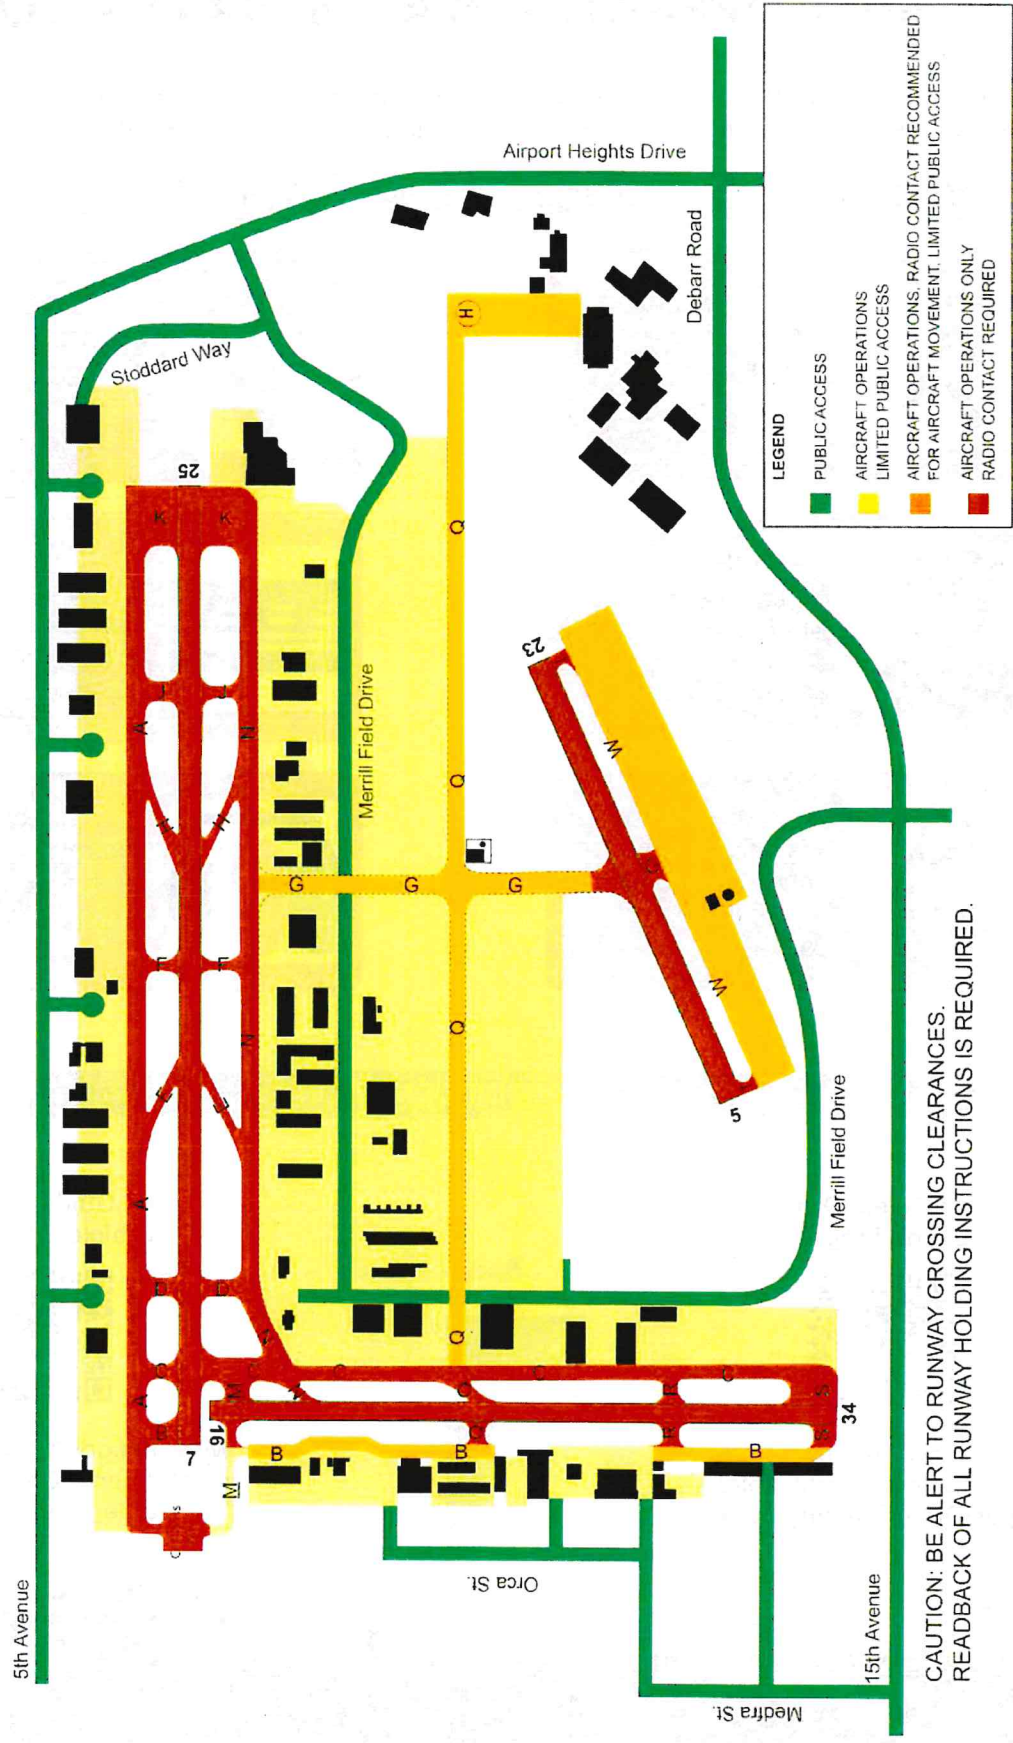 5th Avenue
Airport Heights Drive
Stoddard Way
Debarr Road
Merrill Field Drive
25
K
K
J
J
A
N
H
H
F
F
N
E
E
A
D
D
N
C
A
M
N
B
7
16
M
G
G
G
H
Q
Q
Q
Q
23
W
W
5
C
C
C
Q
Q
R
R
S
S
B
B
B
34
Merrill Field Drive
Orca St.
Medfra St.
15th Avenue
LEGEND
PUBLIC ACCESS
AIRCRAFT OPERATIONS
LIMITED PUBLIC ACCESS
AIRCRAFT OPERATIONS, RADIO CONTACT RECOMMENDED
FOR AIRCRAFT MOVEMENT, LIMITED PUBLIC ACCESS
AIRCRAFT OPERATIONS ONLY
RADIO CONTACT REQUIRED
CAUTION: BE ALERT TO RUNWAY CROSSING CLEARANCES.
READBACK OF ALL RUNWAY HOLDING INSTRUCTIONS IS REQUIRED.